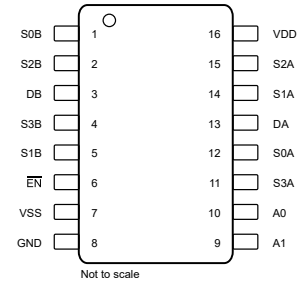 S0B 1 16 VDD
S2B 2 15 S2A
DB 3 14 S1A
S3B 4 13 DA
S1B 5 12 S0A
E̅N̅ 6 11 S3A
VSS 7 10 A0
GND 8 9 A1
Not to scale